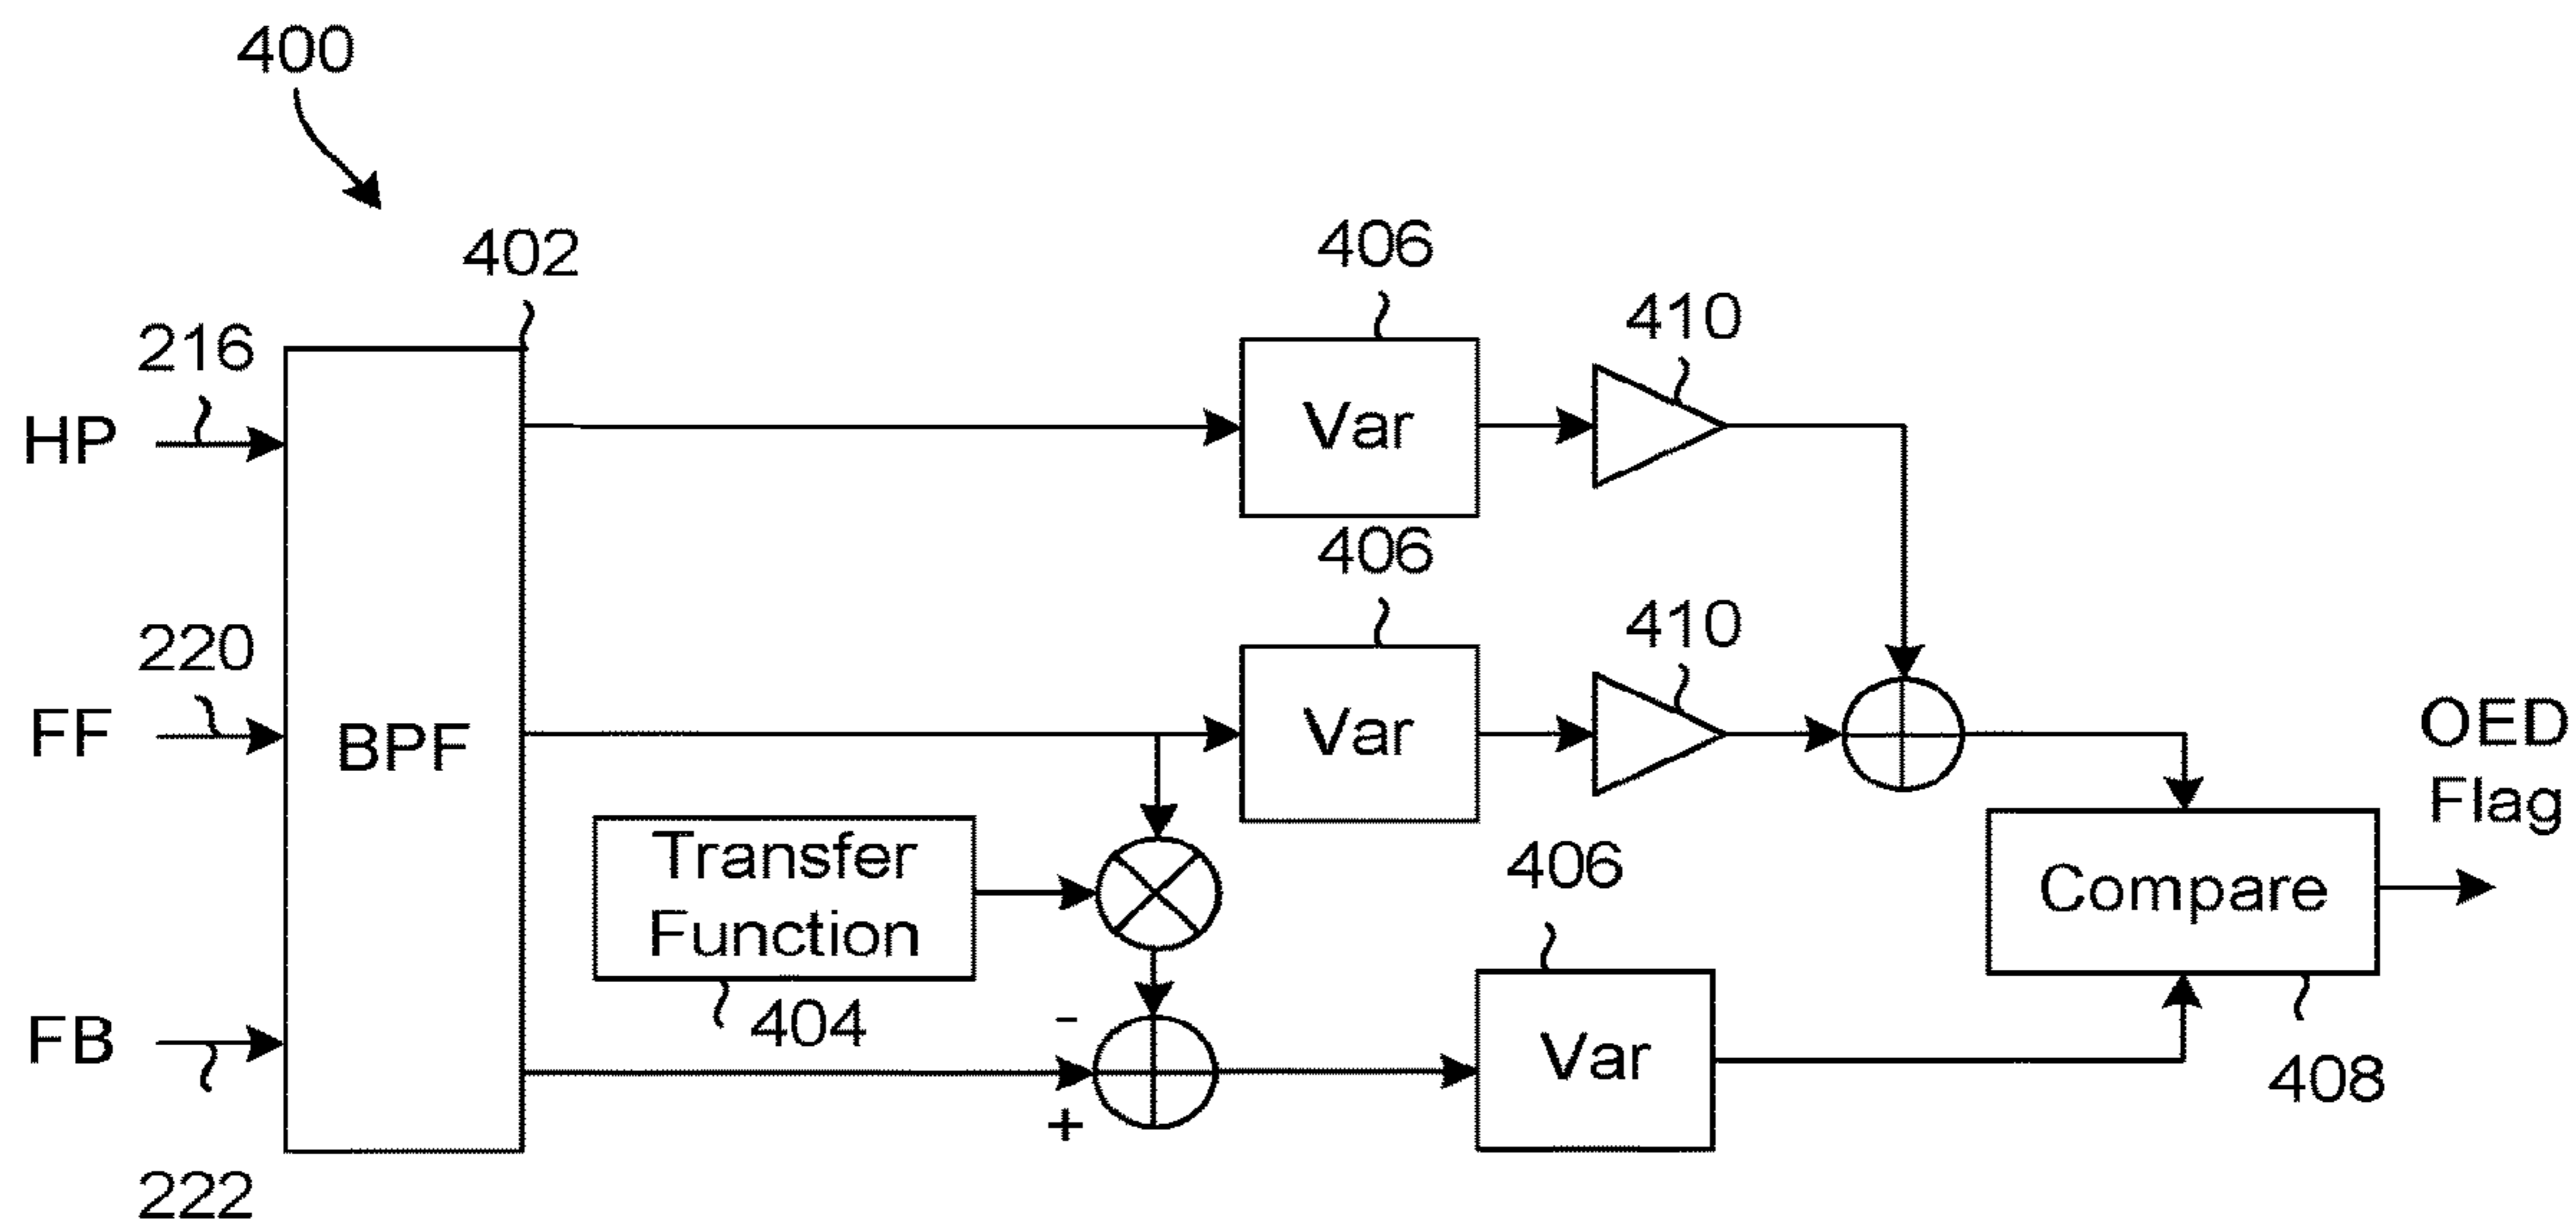 400
402
406
410
216
HP
Var
406
410
220
FF
BPF
Var
OED
Flag
Transfer
Function
406
Compare
404
-
FB
Var
+
408
222